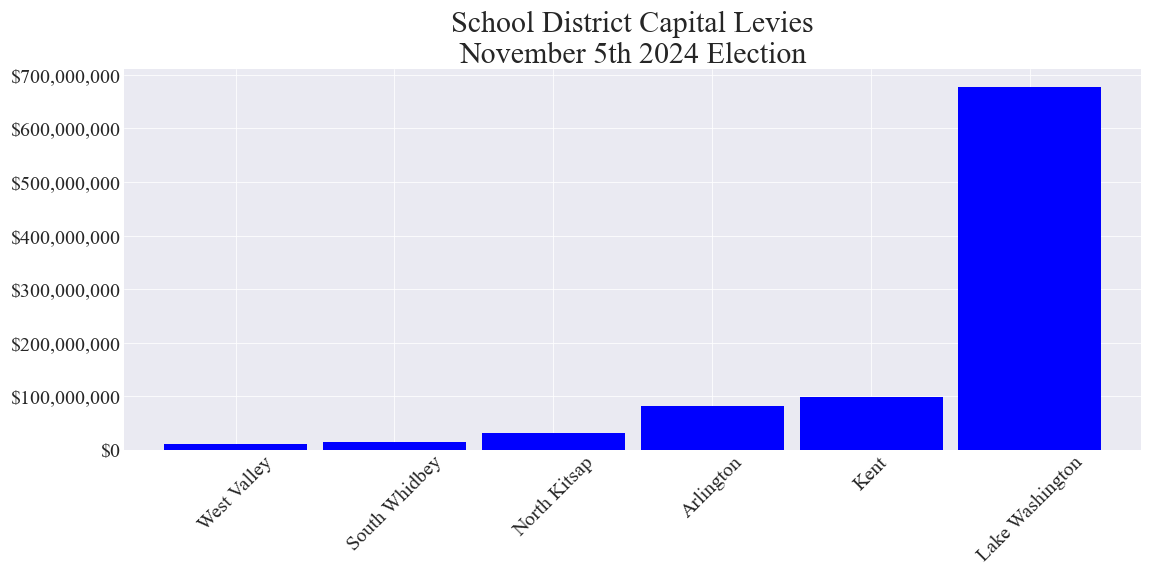 School District Capital Levies
November 5th 2024 Election
$700,000,000
$600,000,000
$500,000,000
$400,000,000
$300,000,000
$200,000,000
$100,000,000
$0
West Valley
South Whidbey
North Kitsap
Arlington
Kent
Lake Washington